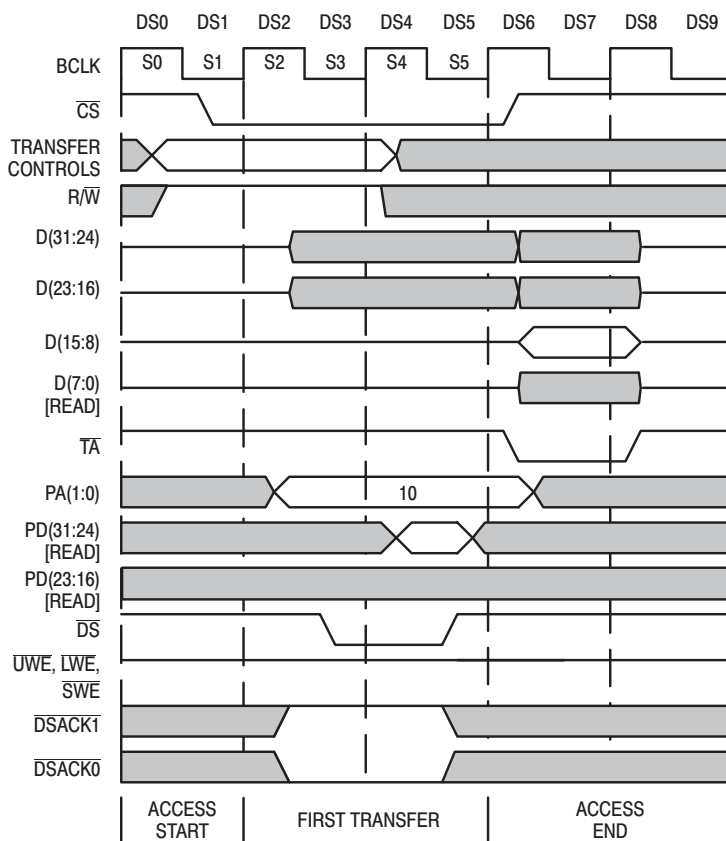 DS0 DS1 DS2 DS3 DS4 DS5 DS6 DS7 DS8 DS9
BCLK S0 S1 S2 S3 S4 S5
CS
TRANSFER
CONTROLS
R/W
D(31:24)
D(23:16)
D(15:8)
D(7:0)
[READ]
TA
PA(1:0) 10
PD(31:24)
[READ]
PD(23:16)
[READ]
DS
UWE, LWE,
SWE
DSACK1
DSACK0
ACCESS
START
FIRST TRANSFER
ACCESS
END